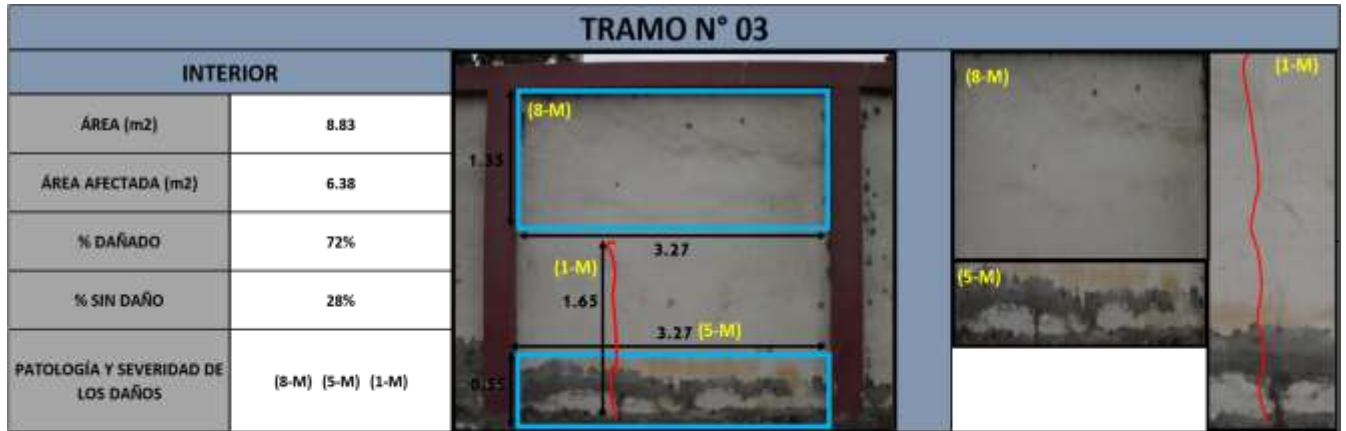 TRAMO N° 03
INTERIOR
ÁREA (m2)
8.83
ÁREA AFECTADA (m2)
6.38
% DAÑADO
72%
% SIN DAÑO
28%
PATOLOGÍA Y SEVERIDAD DE
LOS DAÑOS
(8-M) (5-M) (1-M)
(8-M)
1.35
3.27
(1-M)
1.65
3.27 (5-M)
0.55
(8-M)
(5-M)
(1-M)